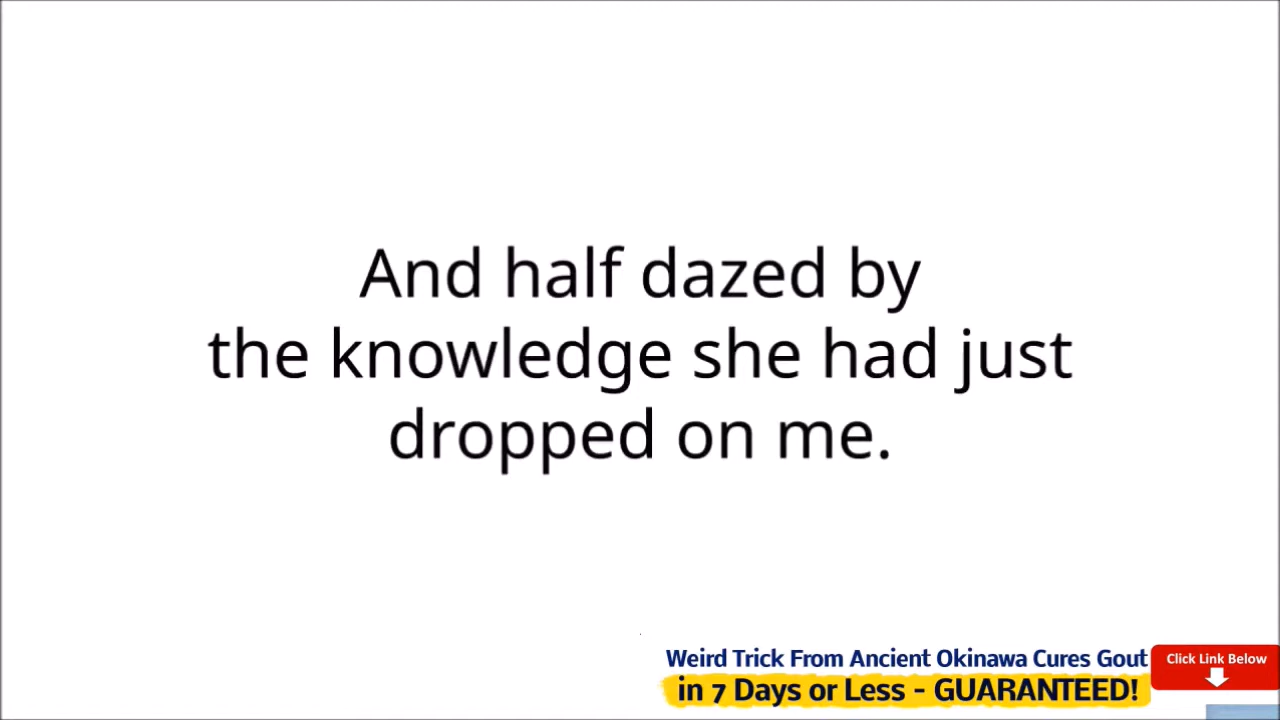 And half dazed by
the knowledge she had just
dropped on me.
Weird Trick From Ancient Okinawa Cures Gout
in 7 Days or Less - GUARANTEED!
Click Link Below